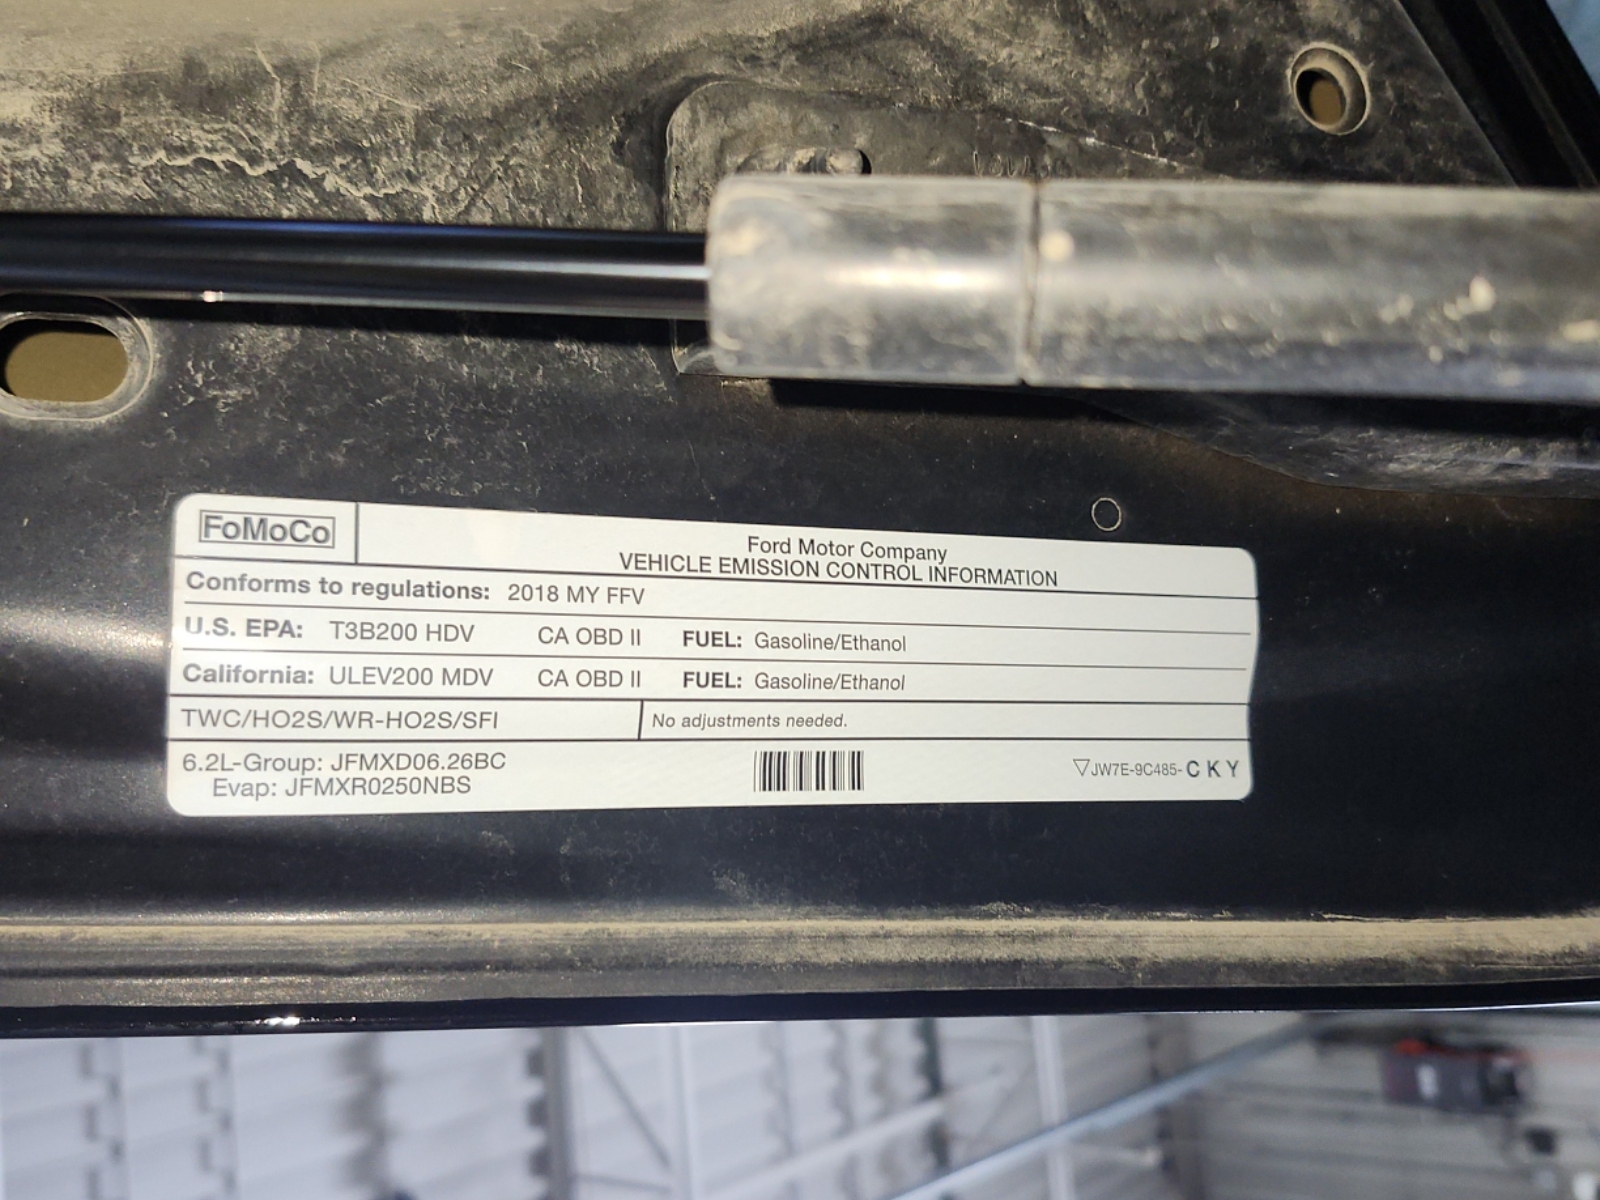 FoMoCo
Ford Motor Company
VEHICLE EMISSION CONTROL INFORMATION
Conforms to regulations: 2018 MY FFV
U.S. EPA: T3B200 HDV CA OBD II FUEL: Gasoline/Ethanol
California: ULEV200 MDV CA OBD II FUEL: Gasoline/Ethanol
TWC/HO2S/WR-HO2S/SFI No adjustments needed.
6.2L-Group: JFMXD06.26BC
Evap: JFMXR0250NBS
▽JW7E-9C485- C K Y